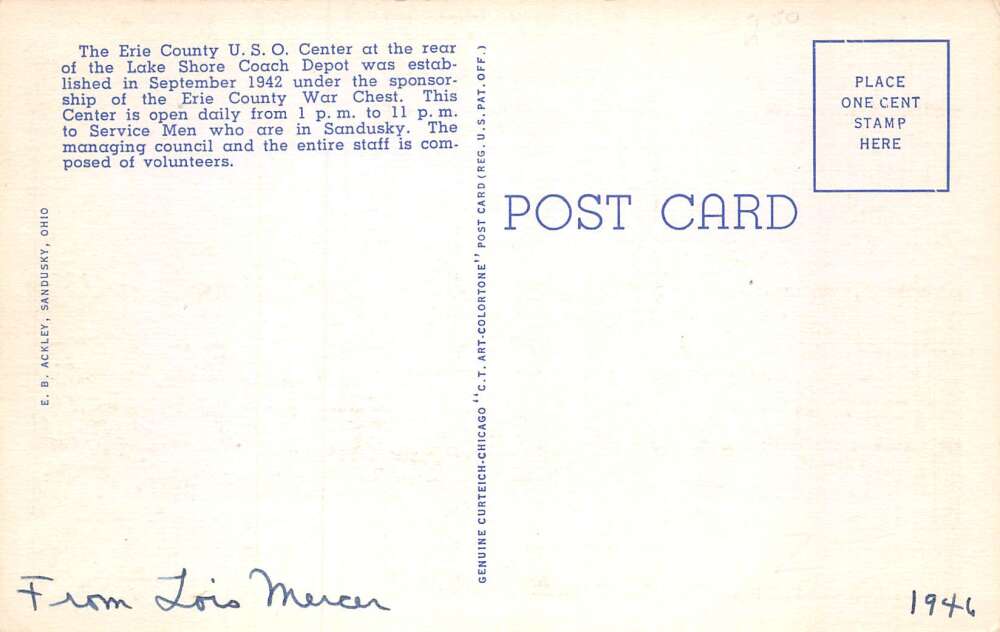 The Erie County U. S. O. Center at the rear
of the Lake Shore Coach Depot was estab-
lished in September 1942 under the sponsor-
ship of the Erie County War Chest. This
Center is open daily from 1 p. m. to 11 p. m.
to Service Men who are in Sandusky. The
managing council and the entire staff is com-
posed of volunteers.
E. B. ACKLEY, SANDUSKY, OHIO
GENUINE CURTEICH-CHICAGO "C.T. ART-COLORTONE" POST CARD (REG. U.S. PAT. OFF.)
POST CARD
PLACE
ONE CENT
STAMP
HERE
From Lois Mercer
1946